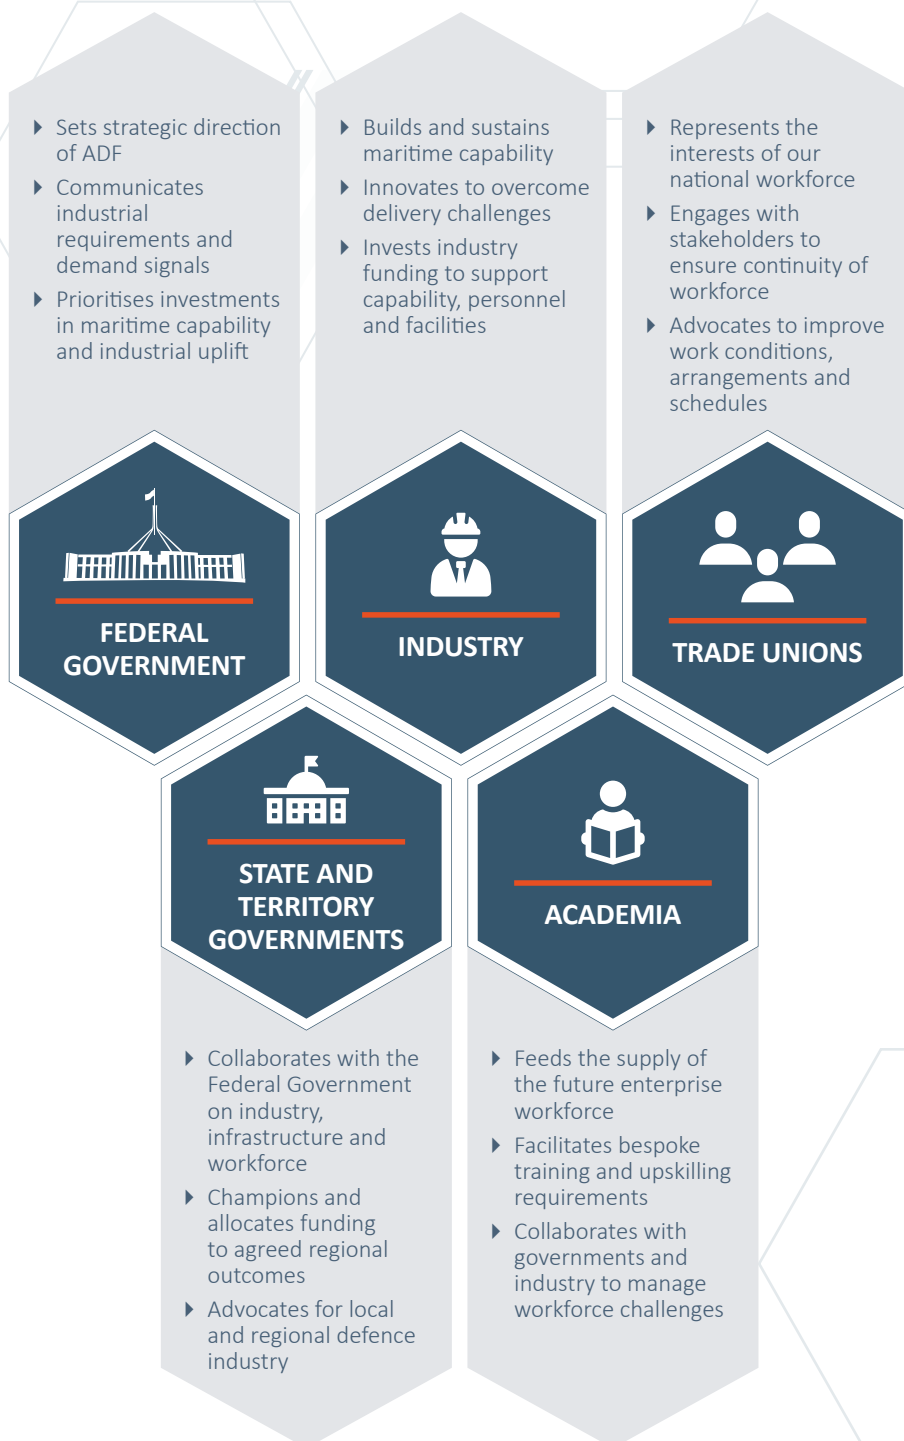 Sets strategic direction
of ADF
Communicates
industrial
requirements and
demand signals
Prioritises investments
in maritime capability
and industrial uplift
FEDERAL
GOVERNMENT
Builds and sustains
maritime capability
Innovates to overcome
delivery challenges
Invests industry
funding to support
capability, personnel
and facilities
INDUSTRY
Represents the
interests of our
national workforce
Engages with
stakeholders to
ensure continuity of
workforce
Advocates to improve
work conditions,
arrangements and
schedules
TRADE UNIONS
STATE AND
TERRITORY
GOVERNMENTS
Collaborates with the
Federal Government
on industry,
infrastructure and
workforce
Champions and
allocates funding
to agreed regional
outcomes
Advocates for local
and regional defence
industry
ACADEMIA
Feeds the supply of
the future enterprise
workforce
Facilitates bespoke
training and upskilling
requirements
Collaborates with
governments and
industry to manage
workforce challenges